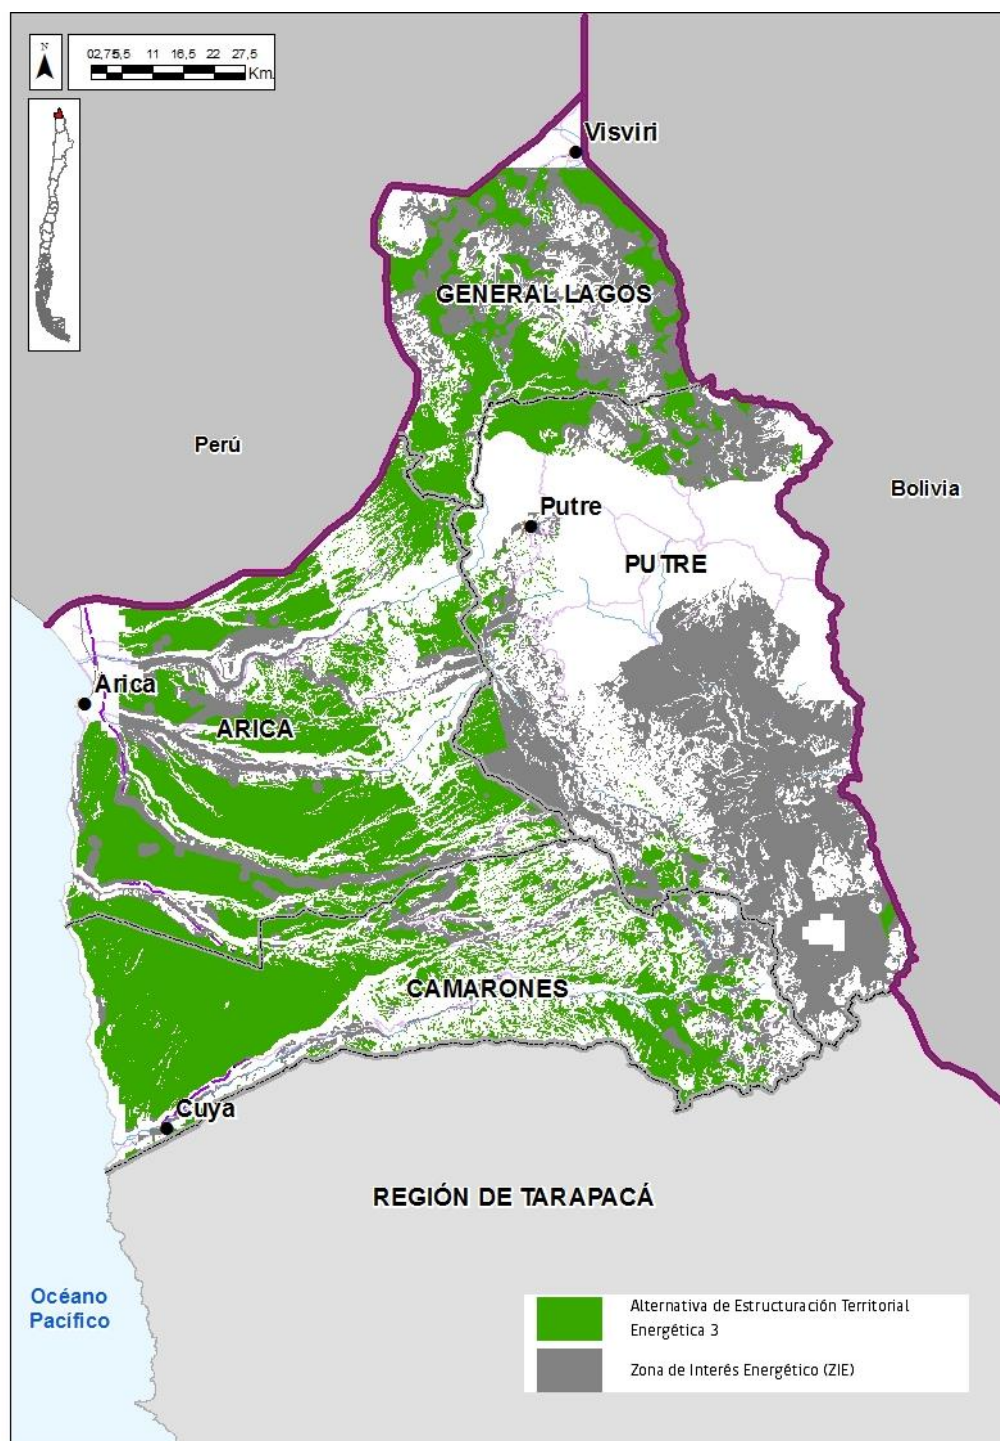 N
02,755,5 11 16,5 22 27,5
Km.
Visviri
GENERAL LAGOS
Perú
Bolivia
Putre
PUTRE
Arica
ARICA
CAMARONES
Cuya
REGIÓN DE TARAPACÁ
Océano
Pacífico
Alternativa de Estructuración Territorial
Energética 3
Zona de Interés Energético (ZIE)